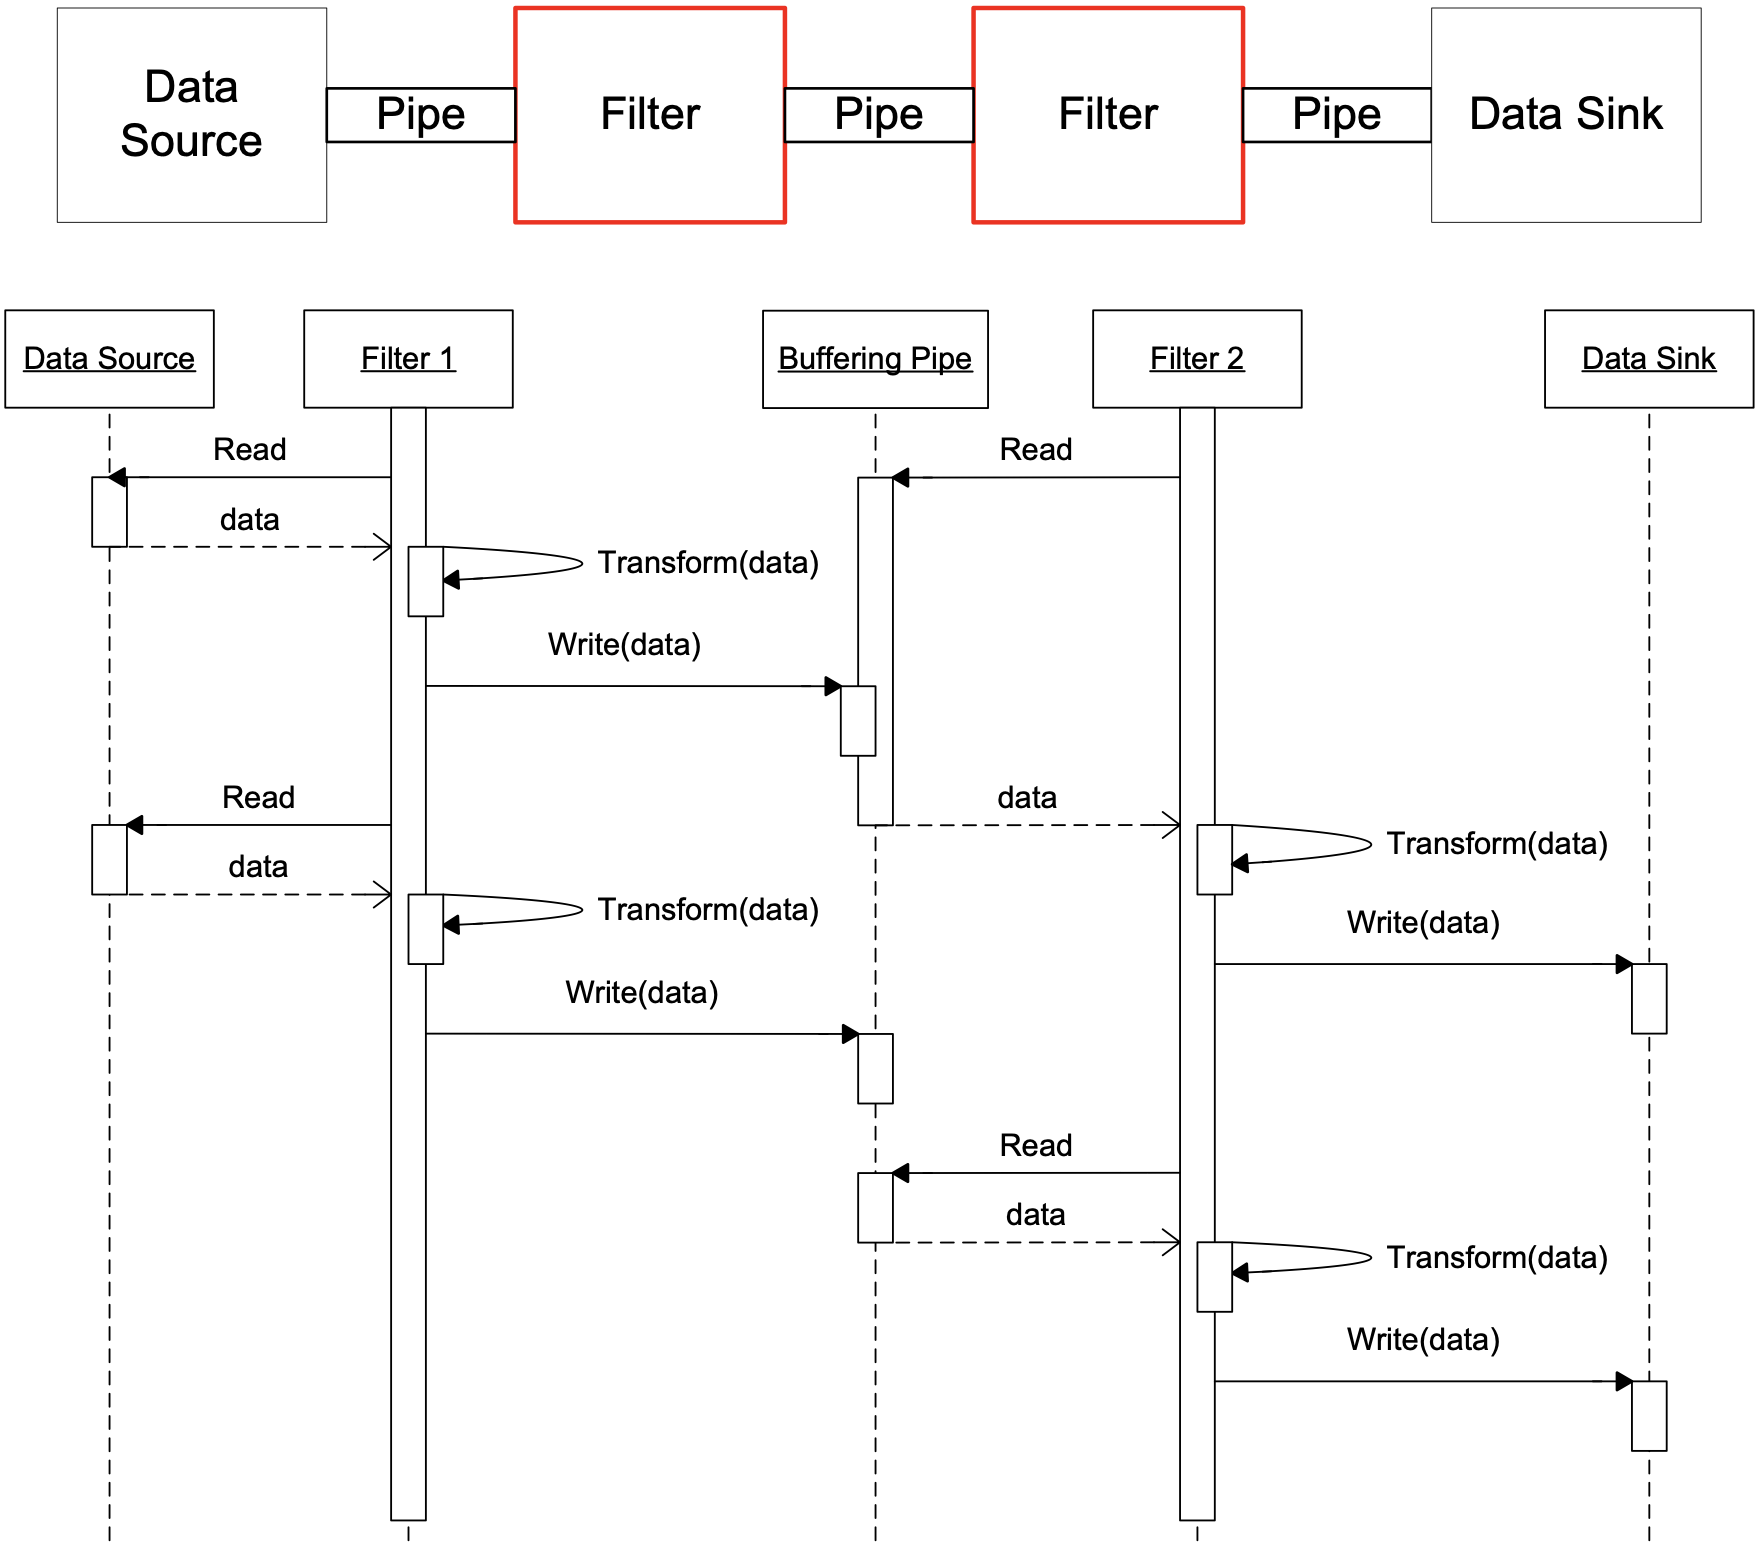 Data
Source
Pipe
Filter
Pipe
Filter
Pipe
Data Sink
Data Source
Filter 1
Buffering Pipe
Filter 2
Data Sink
Read
Read
data
Transform(data)
Write(data)
Read
data
Transform(data)
data
Transform(data)
Write(data)
Write(data)
Read
data
Transform(data)
Write(data)